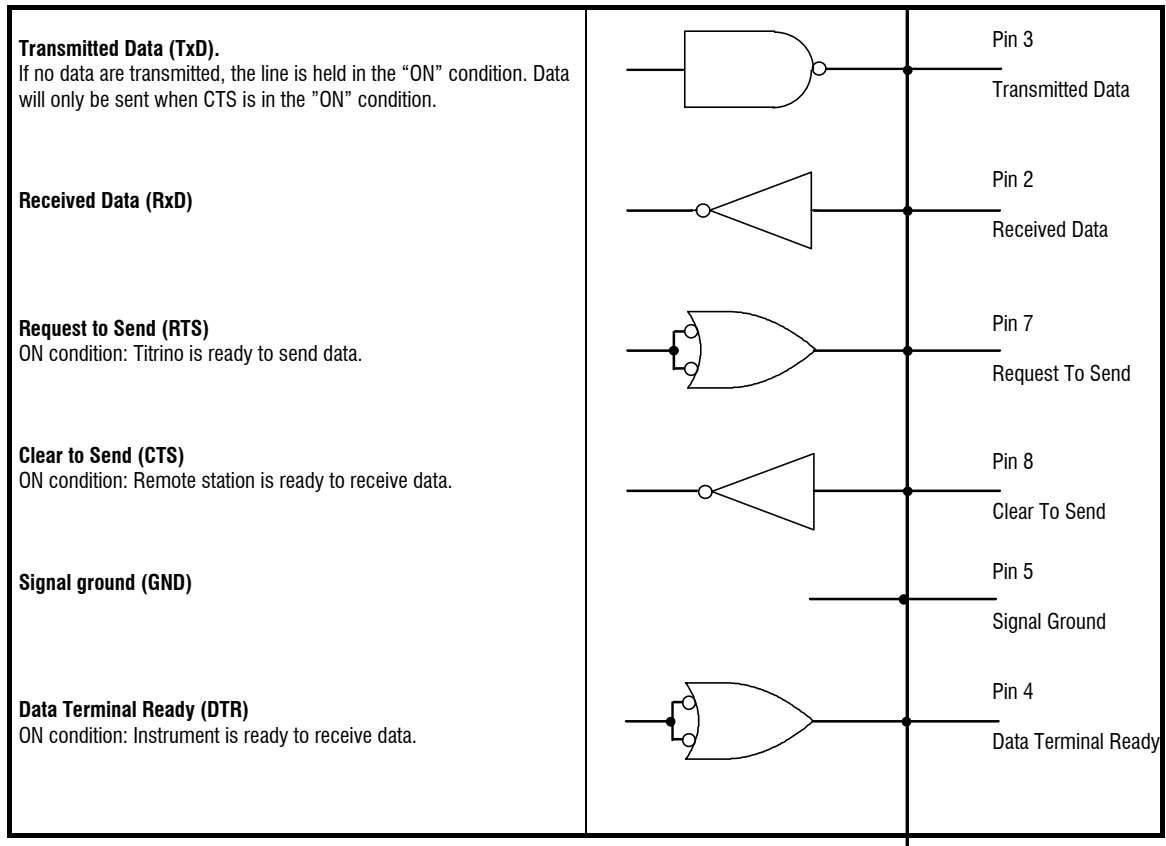 Transmitted Data (TxD).
If no data are transmitted, the line is held in the “ON” condition. Data
will only be sent when CTS is in the ”ON” condition.
Pin 3
Transmitted Data
Received Data (RxD)
Pin 2
Received Data
Request to Send (RTS)
ON condition: Titrino is ready to send data.
Pin 7
Request To Send
Clear to Send (CTS)
ON condition: Remote station is ready to receive data.
Pin 8
Clear To Send
Signal ground (GND)
Pin 5
Signal Ground
Data Terminal Ready (DTR)
ON condition: Instrument is ready to receive data.
Pin 4
Data Terminal Ready